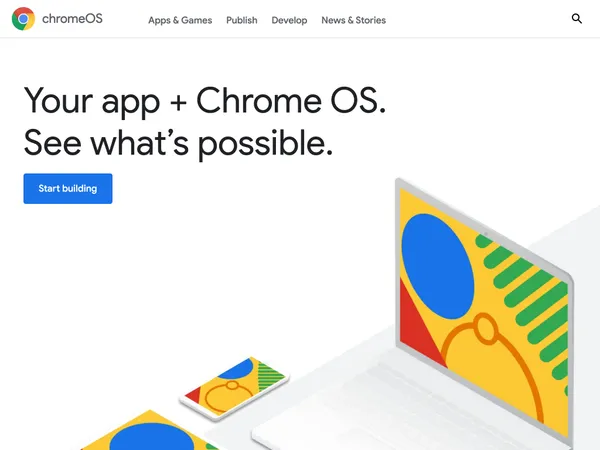 chromeOS
Apps & Games Publish Develop News & Stories
Your app + Chrome OS.
See what’s possible.
Start building